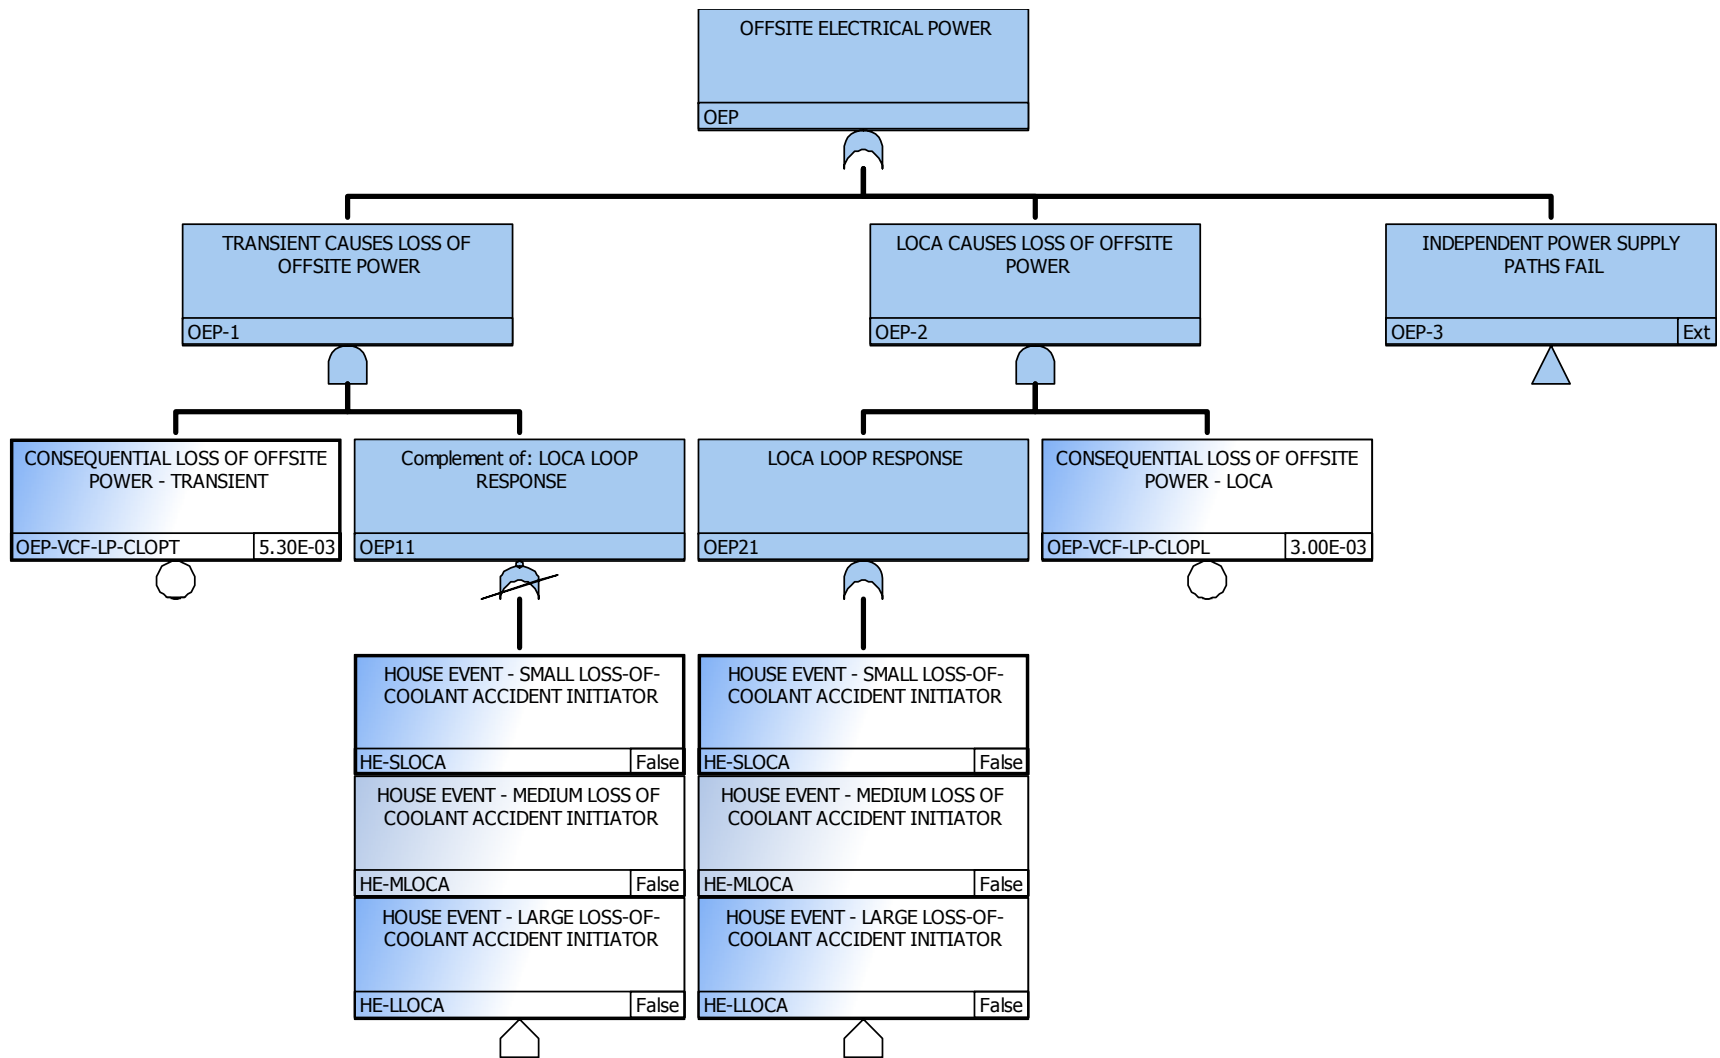 OFFSITE ELECTRICAL POWER
OEP
TRANSIENT CAUSES LOSS OF
OFFSITE POWER
OEP-1
LOCA CAUSES LOSS OF OFFSITE
POWER
OEP-2
INDEPENDENT POWER SUPPLY
PATHS FAIL
OEP-3 Ext
CONSEQUENTIAL LOSS OF OFFSITE
POWER - TRANSIENT
OEP-VCF-LP-CLOPT 5.30E-03
Complement of: LOCA LOOP
RESPONSE
OEP11
LOCA LOOP RESPONSE
OEP21
CONSEQUENTIAL LOSS OF OFFSITE
POWER - LOCA
OEP-VCF-LP-CLOPL 3.00E-03
HOUSE EVENT - SMALL LOSS-OF-
COOLANT ACCIDENT INITIATOR
HE-SLOCA False
HOUSE EVENT - MEDIUM LOSS OF
COOLANT ACCIDENT INITIATOR
HE-MLOCA False
HOUSE EVENT - LARGE LOSS-OF-
COOLANT ACCIDENT INITIATOR
HE-LLOCA False
HOUSE EVENT - SMALL LOSS-OF-
COOLANT ACCIDENT INITIATOR
HE-SLOCA False
HOUSE EVENT - MEDIUM LOSS OF
COOLANT ACCIDENT INITIATOR
HE-MLOCA False
HOUSE EVENT - LARGE LOSS-OF-
COOLANT ACCIDENT INITIATOR
HE-LLOCA False